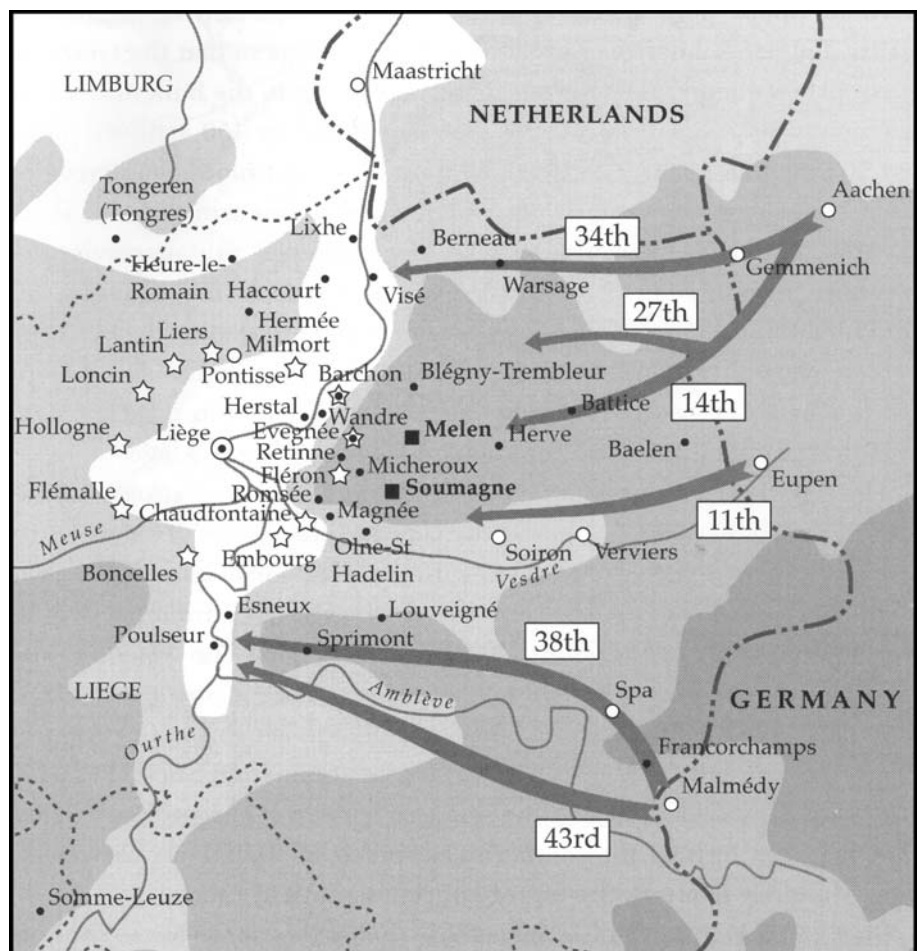 LIMBURG
Maastricht
NETHERLANDS
Tongeren
(Tongres)
Aachen
Lixhe
Berneau
34th
Gemmenich
Heure-le-
Romain
Haccourt
Visé
Warsage
27th
Hermée
Liers
Lantin
Milmort
Loncin
Pontisse
Barchon
Blégny-Trembleur
Battice
14th
Hollogne
Herstal
Wandre
Liège
Evegnée
Melen
Herve
Baelen
Retinne
Micheroux
Eupen
Fléron
Flémalle
Romsée
Soumagne
11th
Chaudfontaine
Magnée
Meuse
Embourg
Olne-St
Hadelin
Soiron
Verviers
Vesdre
Boncelles
Esneux
Louveigné
Poulseur
Sprimont
38th
LIEGE
Amblève
Spa
GERMANY
Ourthe
Francorchamps
Malmédy
43rd
Somme-Leuze